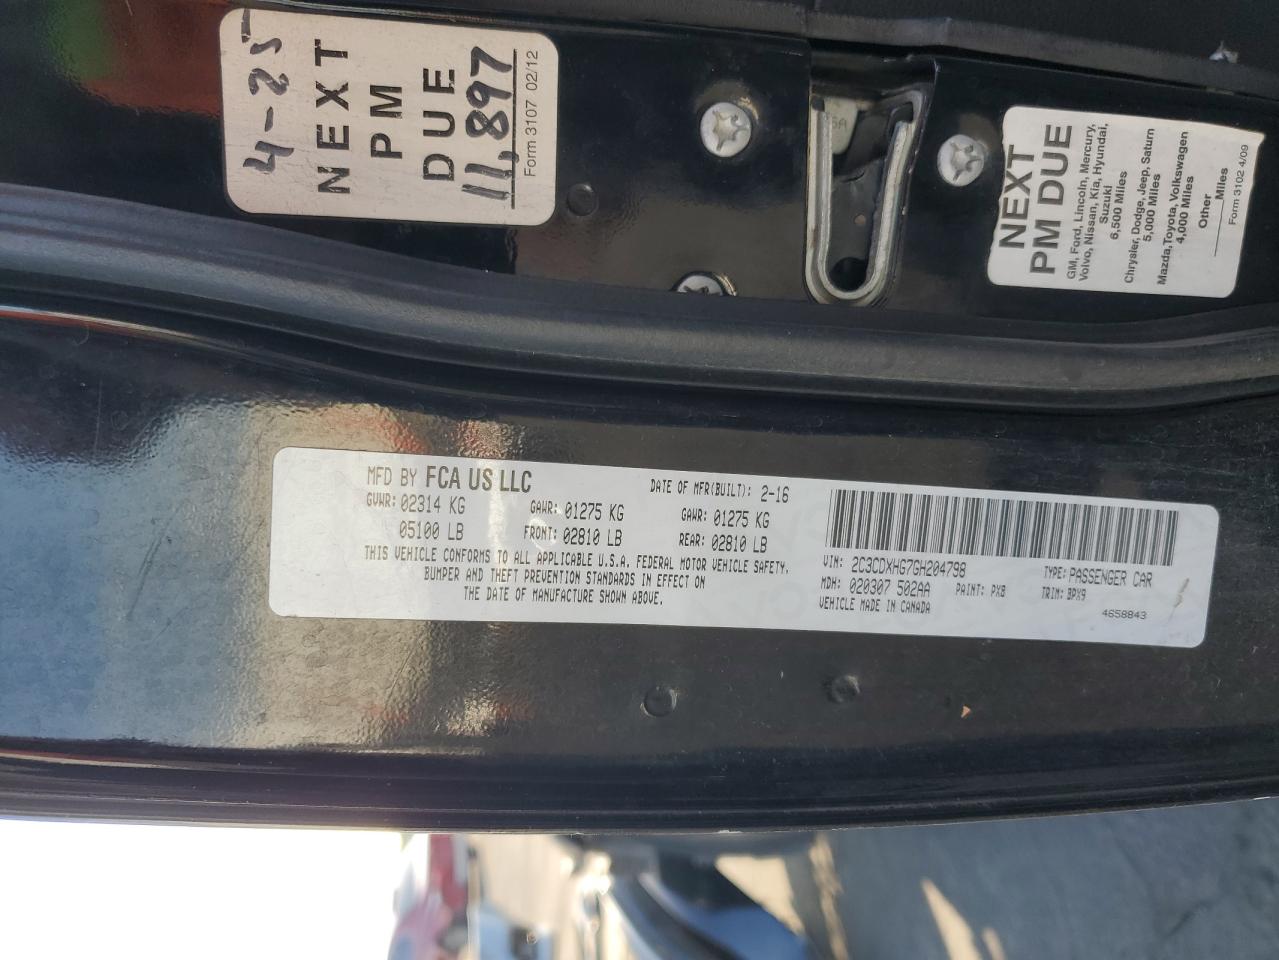 4-25
NEXT
PM
DUE
11,897
Form 3107 02/12
NEXT
PM DUE
GM, Ford, Lincoln, Mercury,
Volvo, Nissan, Kia, Hyundai,
Suzuki
6,500 Miles
Chrysler, Dodge, Jeep, Saturn
5,000 Miles
Mazda, Toyota, Volkswagen
4,000 Miles
Other
Miles
Form 3102 4/09
MFD BY FCA US LLC
DATE OF MFR(BUILT): 2-16
GVWR: 02314 KG
GAWR: 01275 KG
GAWR: 01275 KG
05100 LB
FRONT: 02810 LB
REAR: 02810 LB
THIS VEHICLE CONFORMS TO ALL APPLICABLE U.S.A. FEDERAL MOTOR VEHICLE SAFETY,
BUMPER AND THEFT PREVENTION STANDARDS IN EFFECT ON
THE DATE OF MANUFACTURE SHOWN ABOVE.
VIN: 2C3CDXHG7GH204798
TYPE: PASSENGER CAR
MDH: 020307 502AA
PAINT: PX8
TRIM: BPX9
VEHICLE MADE IN CANADA
4658843